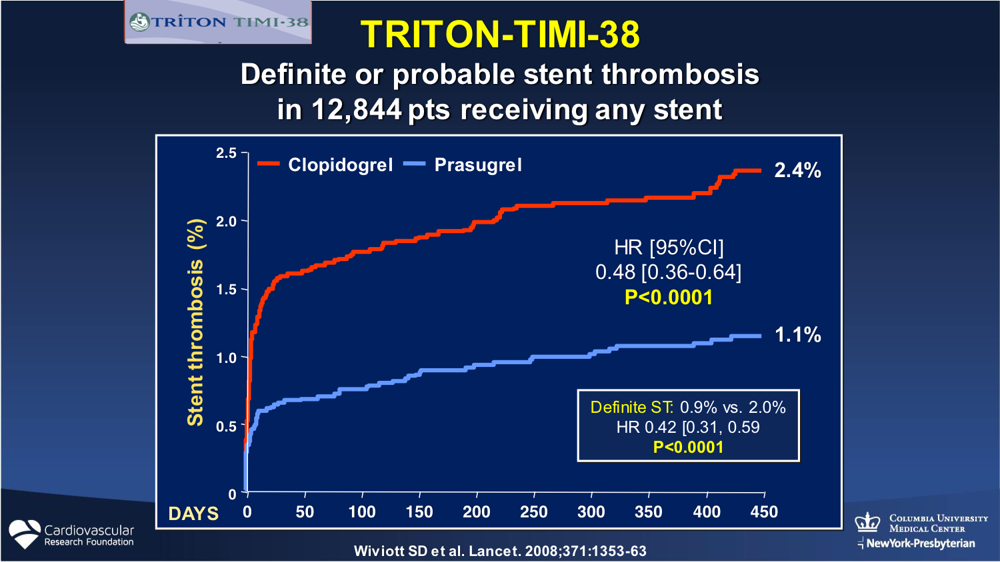 TRITON TIMI-38
TRITON-TIMI-38
Definite or probable stent thrombosis
in 12,844 pts receiving any stent
Clopidogrel Prasugrel
2.5
2.0
1.5
1.0
0.5
0
Stent thrombosis (%)
2.4%
HR [95%CI]
0.48 [0.36-0.64]
P<0.0001
1.1%
Definite ST: 0.9% vs. 2.0%
HR 0.42 [0.31, 0.59
P<0.0001
DAYS 0 50 100 150 200 250 300 350 400 450
Cardiovascular
Research Foundation
Wiviott SD et al. Lancet. 2008;371:1353-63
COLUMBIA UNIVERSITY
MEDICAL CENTER
NewYork-Presbyterian